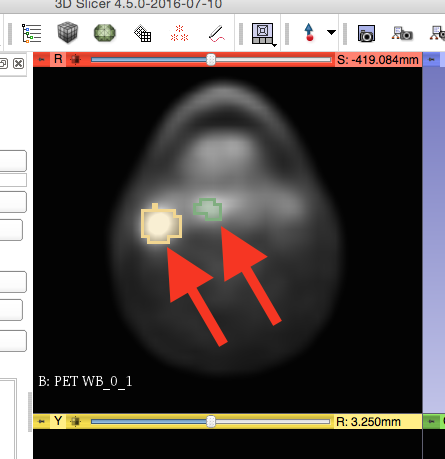 3D Slicer 4.5.0-2016-07-10
R
S: -419.084mm
B: PET WB_0_1
Y
R: 3.250mm